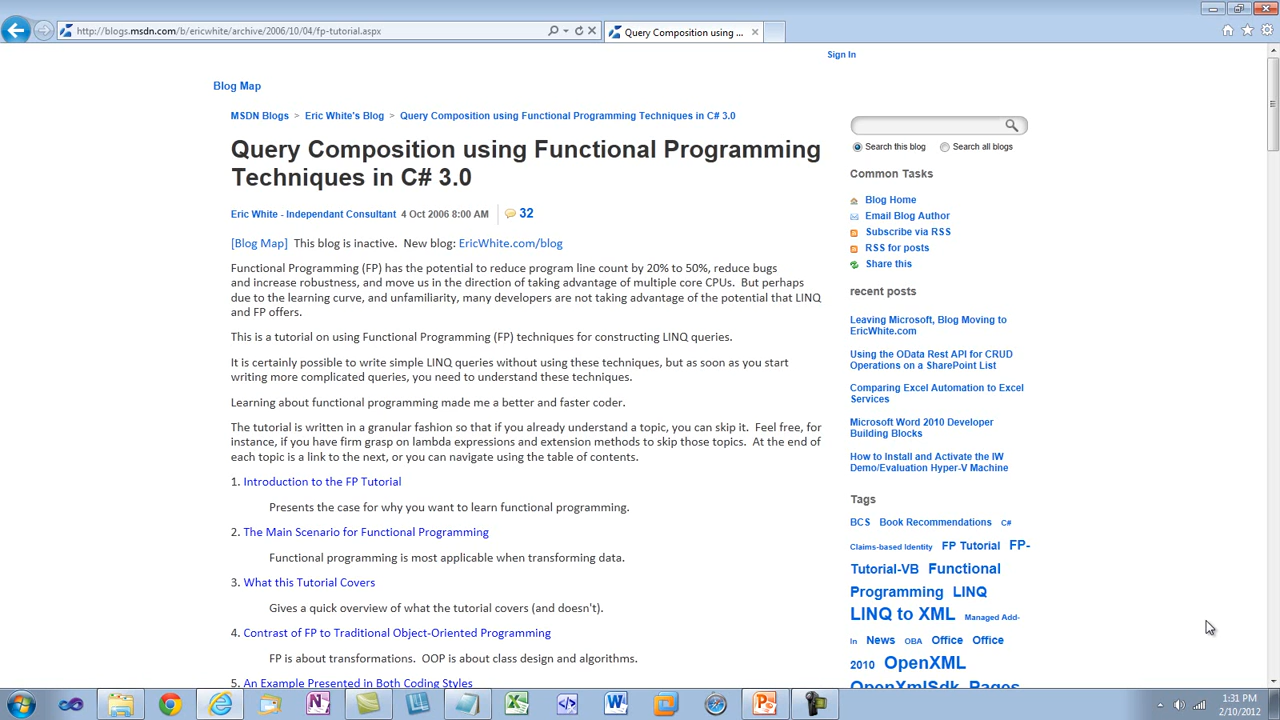 http://blogs.msdn.com/b/ericwhite/archive/2006/10/04/fp-tutorial.aspx
Query Composition using ...
Sign In
Blog Map
MSDN Blogs > Eric White's Blog > Query Composition using Functional Programming Techniques in C# 3.0
Query Composition using Functional Programming
Techniques in C# 3.0
Eric White - Independant Consultant 4 Oct 2006 8:00 AM 32
[Blog Map] This blog is inactive. New blog: EricWhite.com/blog
Functional Programming (FP) has the potential to reduce program line count by 20% to 50%, reduce bugs
and increase robustness, and move us in the direction of taking advantage of multiple core CPUs. But perhaps
due to the learning curve, and unfamiliarity, many developers are not taking advantage of the potential that LINQ
and FP offers.
This is a tutorial on using Functional Programming (FP) techniques for constructing LINQ queries.
It is certainly possible to write simple LINQ queries without using these techniques, but as soon as you start
writing more complicated queries, you need to understand these techniques.
Learning about functional programming made me a better and faster coder.
The tutorial is written in a granular fashion so that if you already understand a topic, you can skip it. Feel free, for
instance, if you have firm grasp on lambda expressions and extension methods to skip those topics. At the end of
each topic is a link to the next, or you can navigate using the table of contents.
1. Introduction to the FP Tutorial
Presents the case for why you want to learn functional programming.
2. The Main Scenario for Functional Programming
Functional programming is most applicable when transforming data.
3. What this Tutorial Covers
Gives a quick overview of what the tutorial covers (and doesn't).
4. Contrast of FP to Traditional Object-Oriented Programming
FP is about transformations. OOP is about class design and algorithms.
5. An Example Presented in Both Coding Styles
Search this blog Search all blogs
Common Tasks
Blog Home
Email Blog Author
Subscribe via RSS
RSS for posts
Share this
recent posts
Leaving Microsoft, Blog Moving to
EricWhite.com
Using the OData Rest API for CRUD
Operations on a SharePoint List
Comparing Excel Automation to Excel
Services
Microsoft Word 2010 Developer
Building Blocks
How to Install and Activate the IW
Demo/Evaluation Hyper-V Machine
Tags
BCS Book Recommendations C#
Claims-based Identity FP Tutorial FP-
Tutorial-VB Functional
Programming LINQ
LINQ to XML Managed Add-
In News OBA Office Office
2010 OpenXML
OpenXmlSdk Pages
1:31 PM
2/10/2012